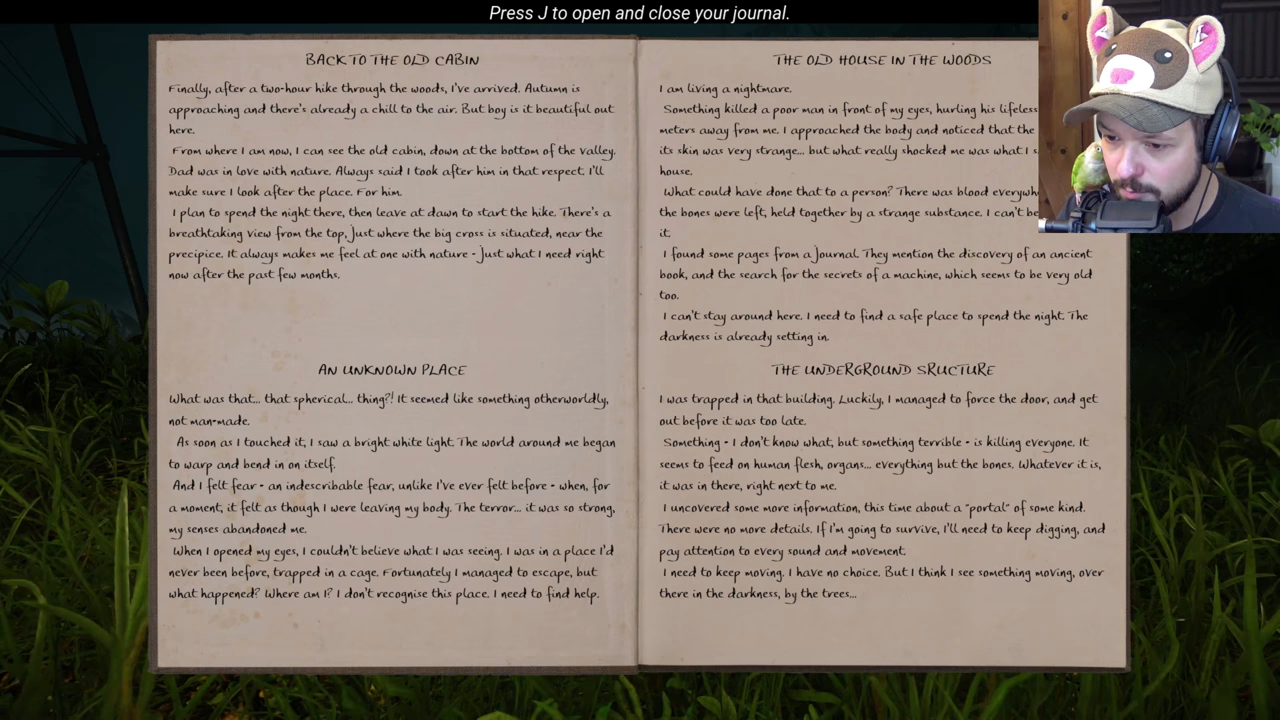 Press J to open and close your journal.
BACK TO THE OLD CABIN
Finally, after a two-hour hike through the woods, I've arrived. Autumn is
approaching and there's already a chill to the air. But boy is it beautiful out
here.
From where I am now, I can see the old cabin, down at the bottom of the valley.
Dad was in love with nature. Always said I took after him in that respect. I'll
make sure I look after the place. For him.
I plan to spend the night there, then leave at dawn to start the hike. There's a
breathtaking view from the top, just where the big cross is situated, near the
precipice. It always makes me feel at one with nature - just what I need right
now after the past few months.
AN UNKNOWN PLACE
What was that... that spherical... thing?! It seemed like something otherworldly,
not man-made.
As soon as I touched it, I saw a bright white light. The world around me began
to warp and bend in on itself.
And I felt fear - an indescribable fear, unlike I've ever felt before - when, for
a moment, it felt as though I were leaving my body. The terror... it was so strong,
my senses abandoned me.
When I opened my eyes, I couldn't believe what I was seeing. I was in a place I'd
never been before, trapped in a cage. Fortunately I managed to escape, but
what happened? Where am I? I don't recognise this place. I need to find help.
THE OLD HOUSE IN THE WOODS
I am living a nightmare.
Something killed a poor man in front of my eyes, hurling his lifeless
meters away from me. I approached the body and noticed that the
its skin was very strange... but what really shocked me was what I s
house.
What could have done that to a person? There was blood everywh
the bones were left, held together by a strange substance. I can't be
it.
I found some pages from a journal. They mention the discovery of an ancient
book, and the search for the secrets of a machine, which seems to be very old
too.
I can't stay around here. I need to find a safe place to spend the night. The
darkness is already setting in.
THE UNDERGROUND SRUCTURE
I was trapped in that building. Luckily, I managed to force the door, and get
out before it was too late.
Something - I don't know what, but something terrible - is killing everyone. It
seems to feed on human flesh, organs... everything but the bones. Whatever it is,
it was in there, right next to me.
I uncovered some more information, this time about a "portal" of some kind.
There were no more details. If I'm going to survive, I'll need to keep digging, and
pay attention to every sound and movement.
I need to keep moving. I have no choice. But I think I see something moving, over
there in the darkness, by the trees...